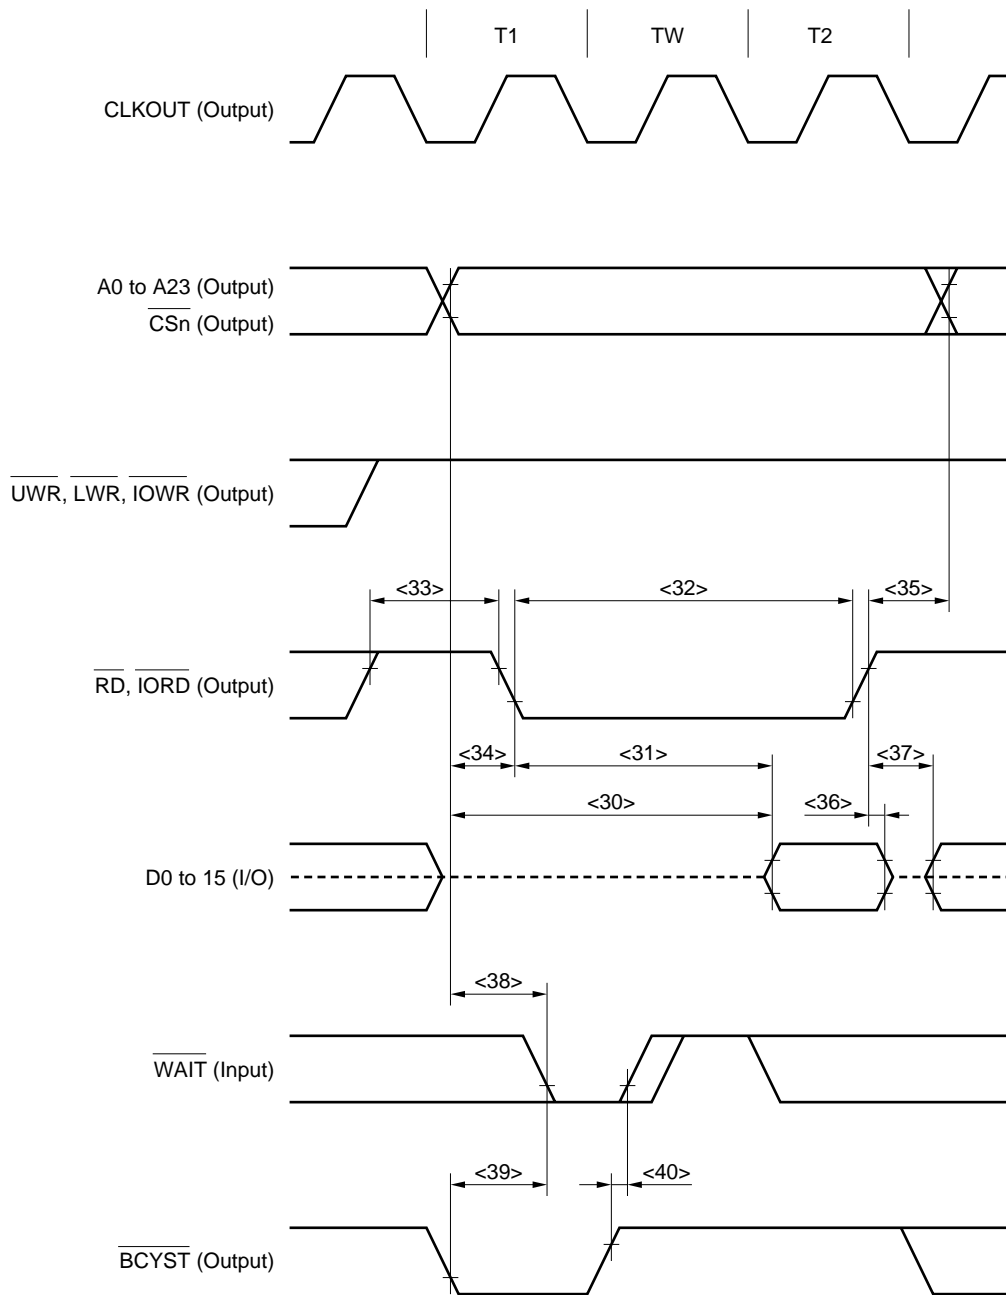 T1 TW T2
CLKOUT (Output)
A0 to A23 (Output)
CSn (Output)
UWR, LWR, IOWR (Output)
<33> <32> <35>
RD, IORD (Output)
<34> <31> <37>
<30> <36>
D0 to 15 (I/O)
<38>
WAIT (Input)
<39> <40>
BCYST (Output)